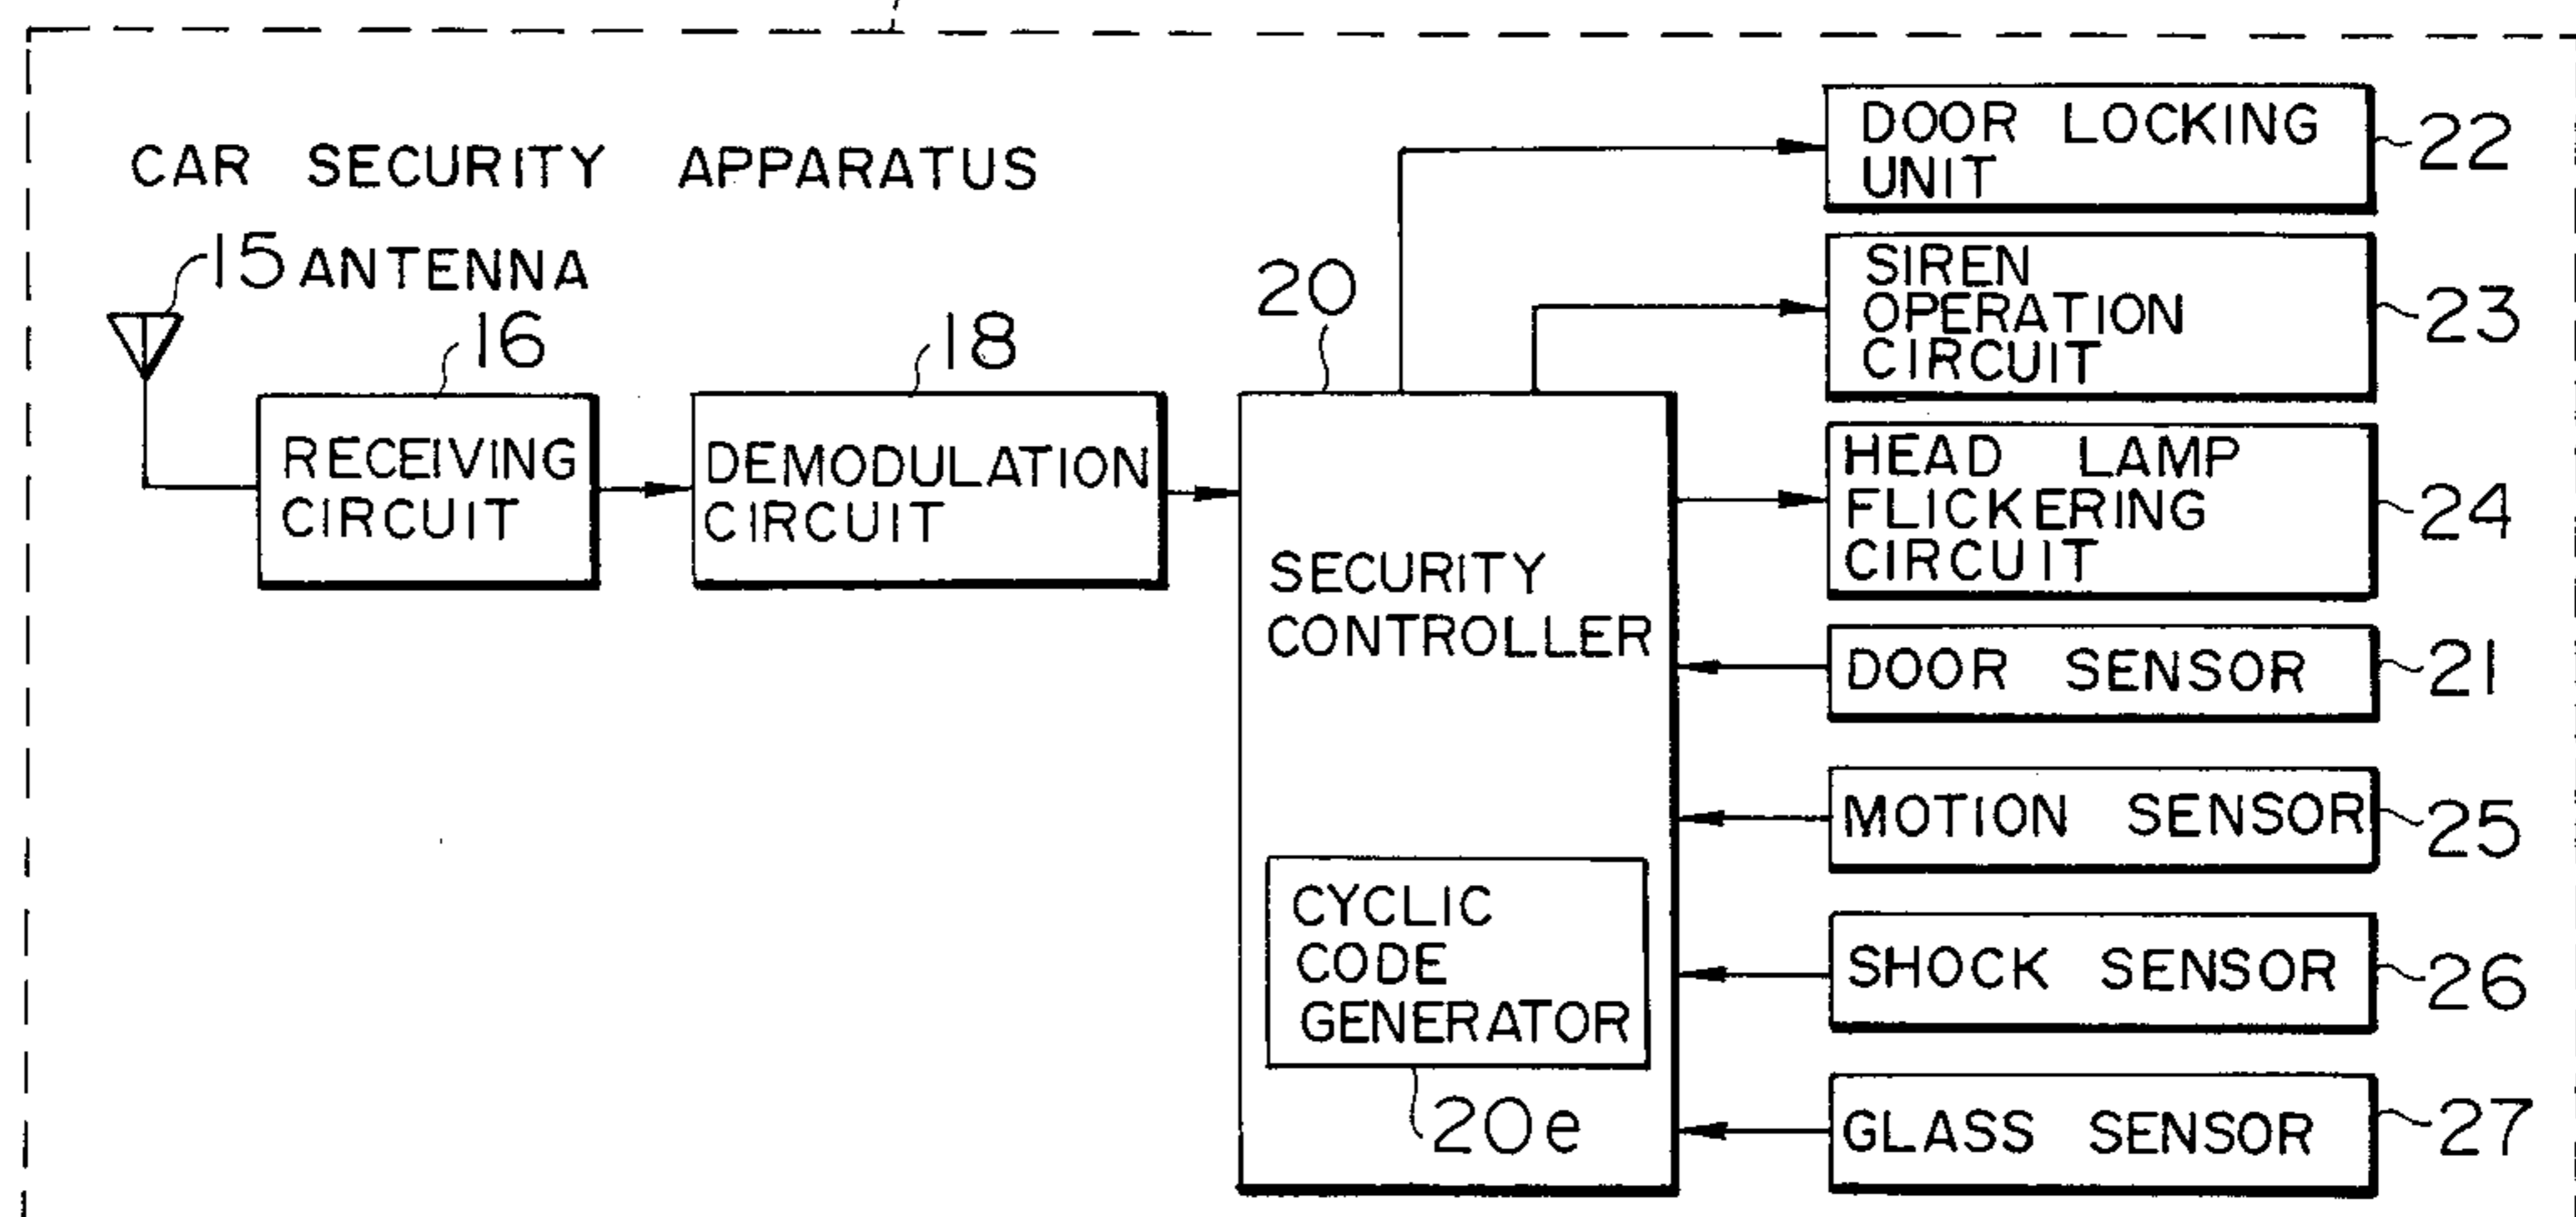 CAR SECURITY APPARATUS
15 ANTENNA
16
RECEIVING
CIRCUIT
18
DEMODULATION
CIRCUIT
20
SECURITY
CONTROLLER
CYCLIC
CODE
GENERATOR
20e
DOOR LOCKING
UNIT
22
SIREN
OPERATION
CIRCUIT
23
HEAD LAMP
FLICKERING
CIRCUIT
24
DOOR SENSOR
21
MOTION SENSOR
25
SHOCK SENSOR
26
GLASS SENSOR
27